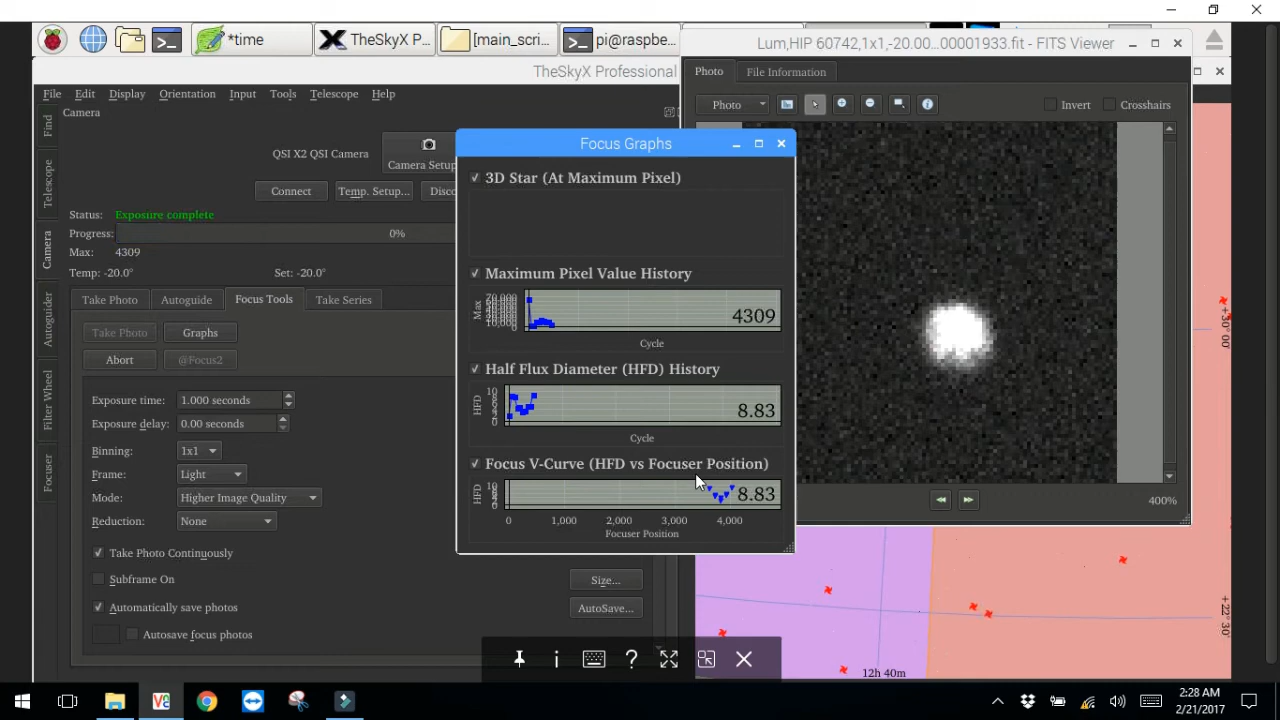 *time
TheSkyX P...
[main_scri...
pi@raspbe...
Lum,HIP 60742,1x1,-20.00...00001933.fit - FITS Viewer
TheSkyX Professional
File Edit Display Orientation Input Tools Telescope Help
Photo File Information
Photo
Invert
Crosshairs
Camera
Find
Telescope
Camera
Autoguider
Filter Wheel
Focuser
QSI X2 QSI Camera
Camera Setup
Connect
Temp. Setup...
Disco
Status: Exposure complete
Progress: 0%
Max: 4309
Temp: -20.0°
Set: -20.0°
Take Photo
Autoguide
Focus Tools
Take Series
Take Photo
Graphs
Abort
@Focus2
Exposure time: 1.000 seconds
Exposure delay: 0.00 seconds
Binning: 1x1
Frame: Light
Mode: Higher Image Quality
Reduction: None
Take Photo Continuously
Subframe On
Size...
Automatically save photos
AutoSave...
Autosave focus photos
Focus Graphs
3D Star (At Maximum Pixel)
Maximum Pixel Value History
Max
4309
Cycle
Half Flux Diameter (HFD) History
HFD
8.83
Cycle
Focus V-Curve (HFD vs Focuser Position)
HFD
8.83
0 1,000 2,000 3,000 4,000
Focuser Position
400%
+30° 00'
+22° 30'
12h 40m
2:28 AM
2/21/2017